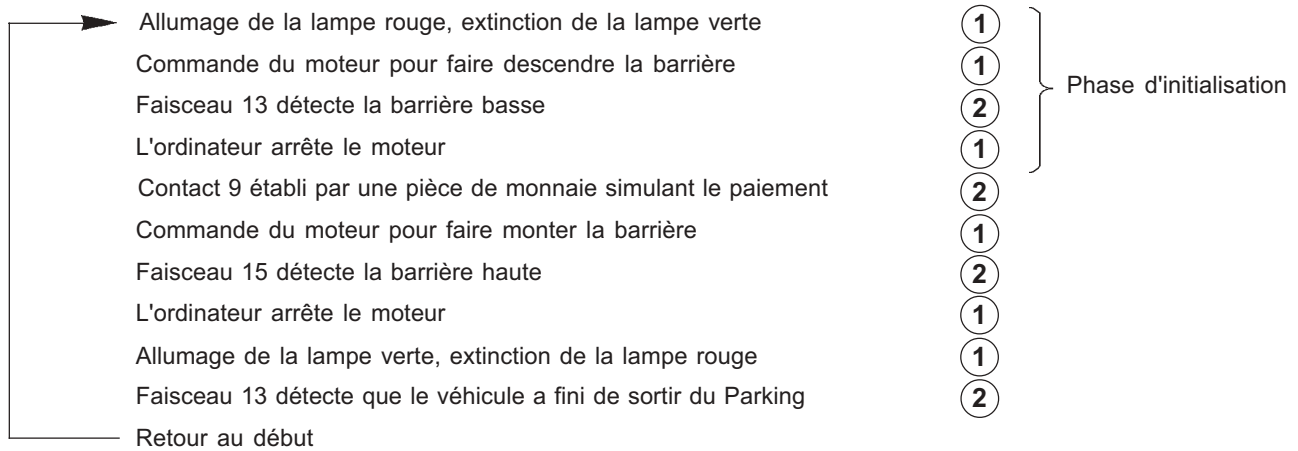 Allumage de la lampe rouge, extinction de la lampe verte 1
Commande du moteur pour faire descendre la barrière 1
Phase d'initialisation
Faisceau 13 détecte la barrière basse 2
L'ordinateur arrête le moteur 1
Contact 9 établi par une pièce de monnaie simulant le paiement 2
Commande du moteur pour faire monter la barrière 1
Faisceau 15 détecte la barrière haute 2
L'ordinateur arrête le moteur 1
Allumage de la lampe verte, extinction de la lampe rouge 1
Faisceau 13 détecte que le véhicule a fini de sortir du Parking 2
Retour au début